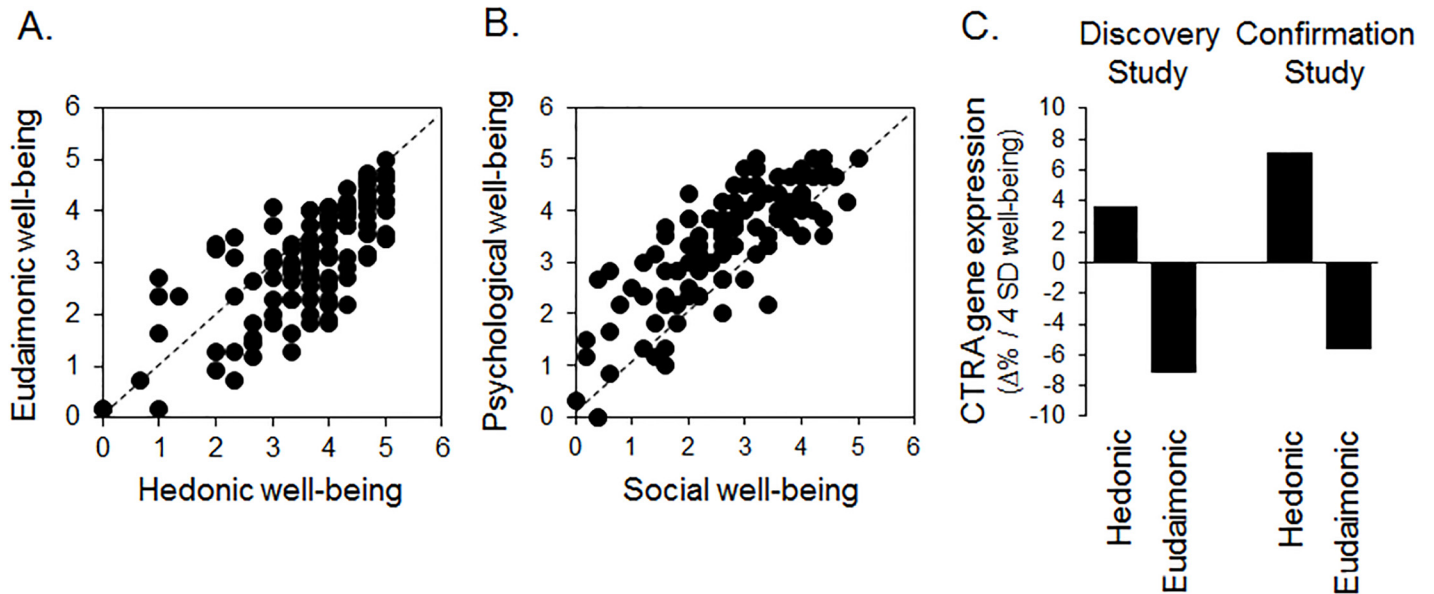 A.
Eudaimonic well-being
6
5
4
3
2
1
0
0 1 2 3 4 5 6
Hedonic well-being
B.
Psychological well-being
6
5
4
3
2
1
0
0 1 2 3 4 5 6
Social well-being
C.
Discovery Confirmation
Study Study
CTRA gene expression
(Δ% / 4 SD well-being)
10
8
6
4
2
0
-2
-4
-6
-8
-10
Hedonic
Eudaimonic
Hedonic
Eudaimonic